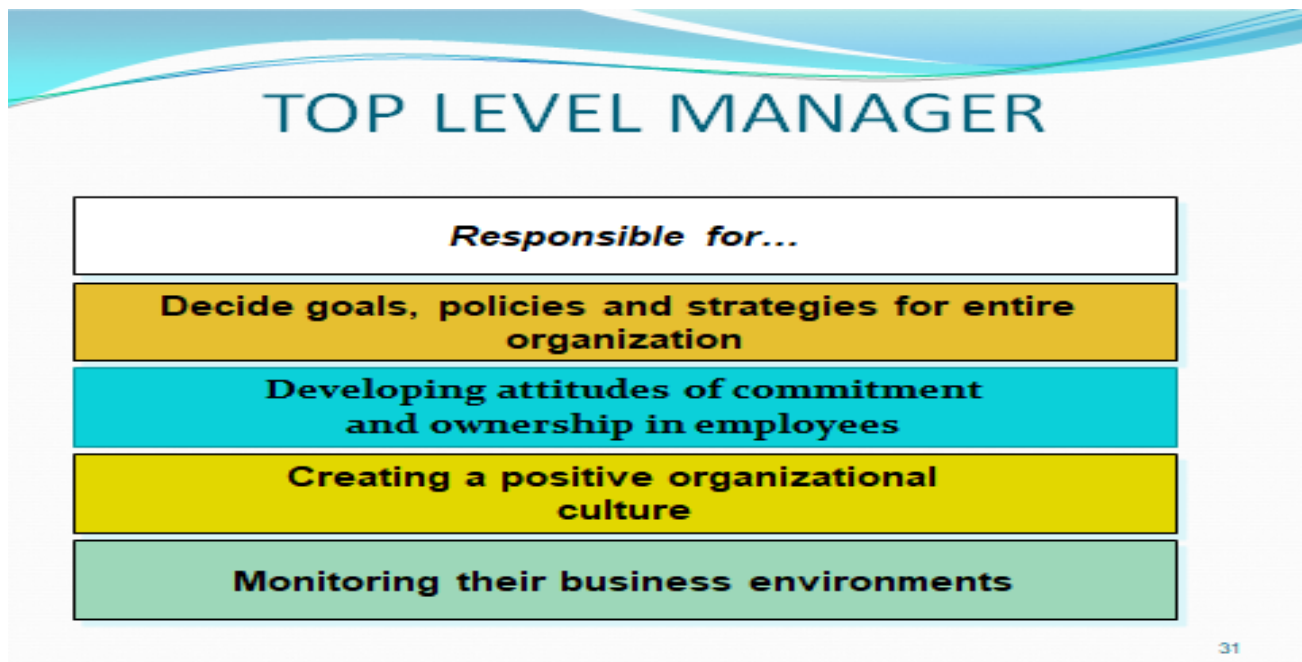 TOP LEVEL MANAGER
Responsible for...
Decide goals, policies and strategies for entire
organization
Developing attitudes of commitment
and ownership in employees
Creating a positive organizational
culture
Monitoring their business environments
31